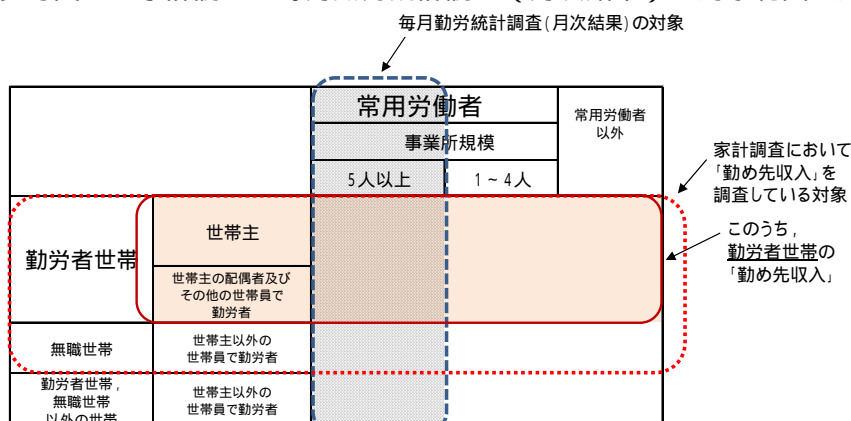 毎月勤労統計調査(月次結果)の対象
常用労働者
常用労働者
以外
事業所規模
5人以上
1~4人
家計調査において
「勤め先収入」を
調査している対象
このうち,
勤労者世帯の
「勤め先収入」
勤労者世帯
世帯主
世帯主の配偶者及び
その他の世帯員で
勤労者
無職世帯
世帯主以外の
世帯員で勤労者
勤労者世帯,
無職世帯
以外の世帯
世帯主以外の
世帯員で勤労者